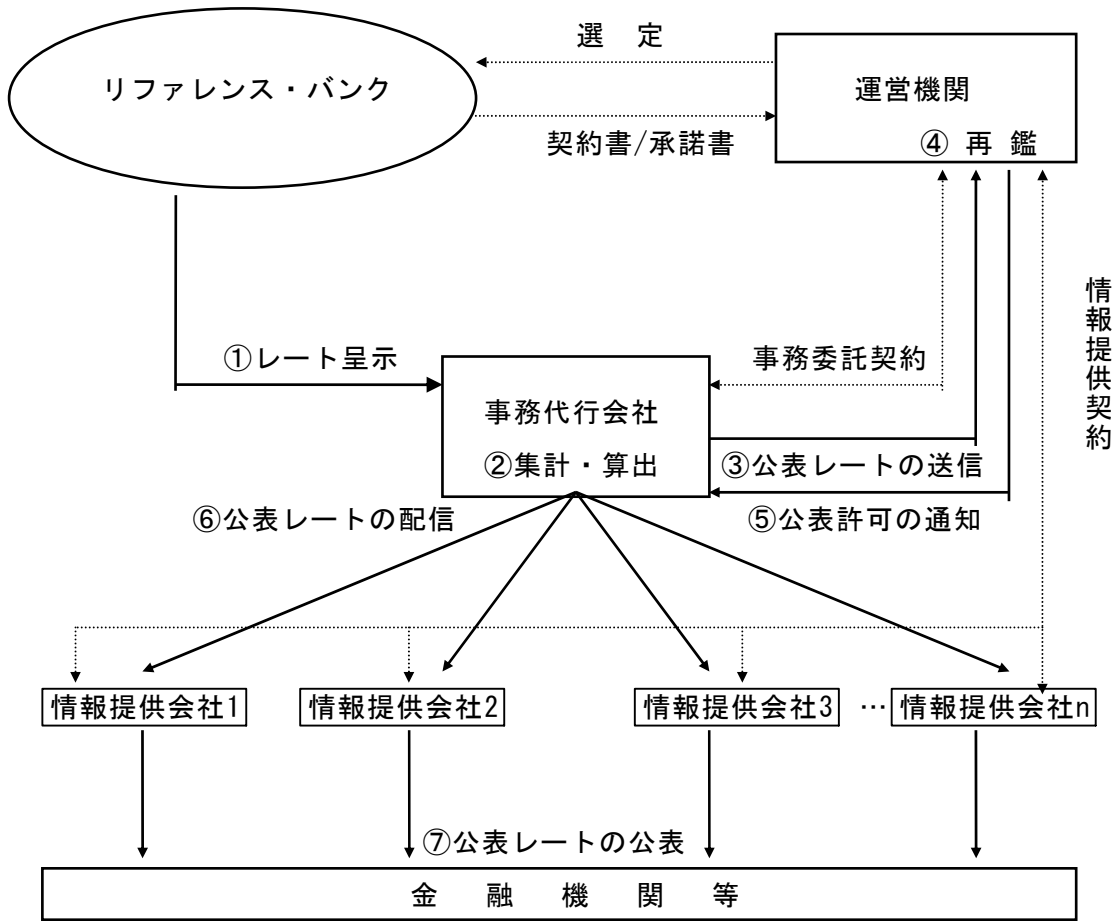 選　定
リファレンス・バンク
運営機関
④ 再 鑑
契約書/承諾書
情報提供契約
①レート呈示
事務委託契約
事務代行会社
②集計・算出
③公表レートの送信
⑥公表レートの配信
⑤公表許可の通知
情報提供会社1
情報提供会社2
情報提供会社3
…
情報提供会社n
⑦公表レートの公表
金　融　機　関　等